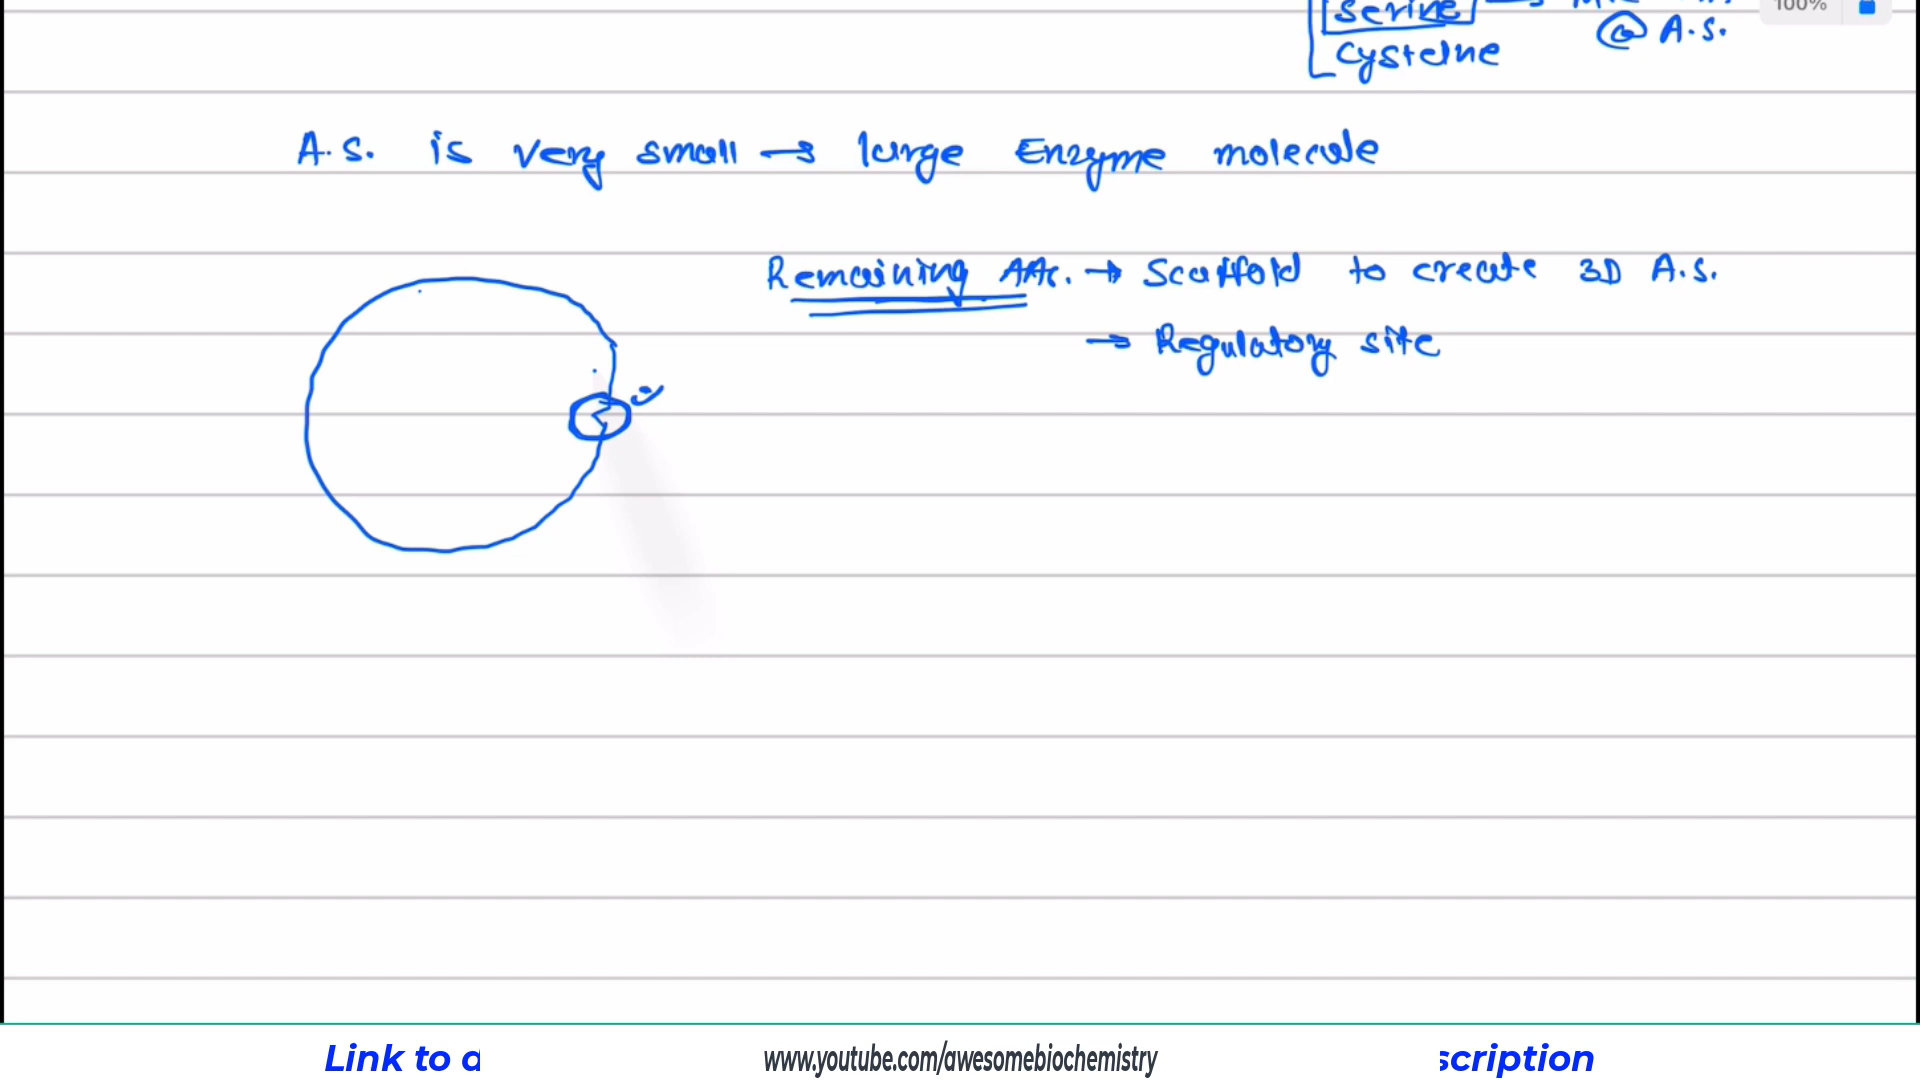 Serine →
100%
@ A.S.
Cysteine
A.S. is very small → large Enzyme molecule
Remaining AAs. → Scaffold to create 3D A.S.
→ Regulatory site
Link to
www.youtube.com/awesomebiochemistry
scription